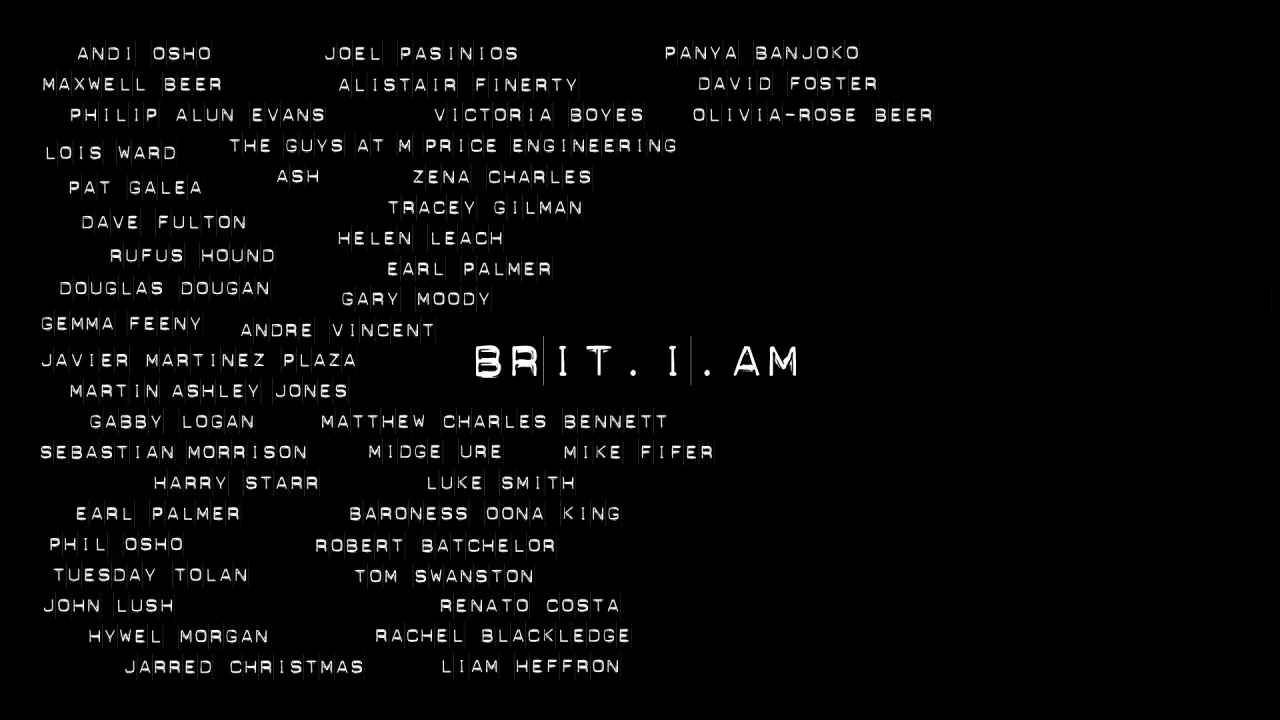 ANDI OSHO JOEL PASINIOS PANYA BANJOKO
MAXWELL BEER ALISTAIR FINERTY DAVID FOSTER
PHILIP ALUN EVANS VICTORIA BOYES OLIVIA-ROSE BEER
LOIS WARD THE GUYS AT M PRICE ENGINEERING
PAT GALEA ASH ZENA CHARLES
TRACEY GILMAN
DAVE FULTON
HELEN LEACH
RUFUS HOUND
EARL PALMER
DOUGLAS DOUGAN
GARY MOODY
GEMMA FEENY ANDRE VINCENT
JAVIER MARTINEZ PLAZA BRIT.I.AM
MARTIN ASHLEY JONES
GABBY LOGAN MATTHEW CHARLES BENNETT
SEBASTIAN MORRISON MIDGE URE MIKE FIFER
HARRY STARR LUKE SMITH
EARL PALMER BARONESS OONA KING
PHIL OSHO ROBERT BATCHELOR
TUESDAY TOLAN TOM SWANSTON
JOHN LUSH RENATO COSTA
HYWEL MORGAN RACHEL BLACKLEDGE
JARRED CHRISTMAS LIAM HEFFRON